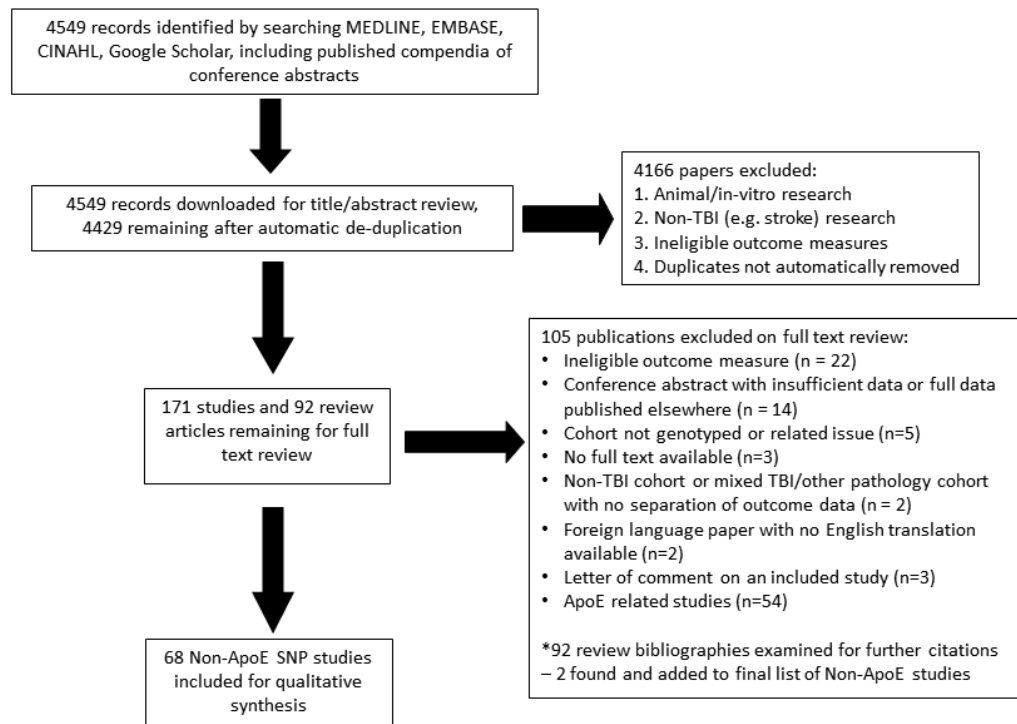 4549 records identified by searching MEDLINE, EMBASE,
CINAHL, Google Scholar, including published compendia of
conference abstracts
4549 records downloaded for title/abstract review,
4429 remaining after automatic de-duplication
4166 papers excluded:
1. Animal/in-vitro research
2. Non-TBI (e.g. stroke) research
3. Ineligible outcome measures
4. Duplicates not automatically removed
171 studies and 92 review
articles remaining for full
text review
105 publications excluded on full text review:
• Ineligible outcome measure (n = 22)
• Conference abstract with insufficient data or full data
published elsewhere (n = 14)
• Cohort not genotyped or related issue (n=5)
• No full text available (n=3)
• Non-TBI cohort or mixed TBI/other pathology cohort
with no separation of outcome data (n = 2)
• Foreign language paper with no English translation
available (n=2)
• Letter of comment on an included study (n=3)
• ApoE related studies (n=54)
*92 review bibliographies examined for further citations
– 2 found and added to final list of Non-ApoE studies
68 Non-ApoE SNP studies
included for qualitative
synthesis